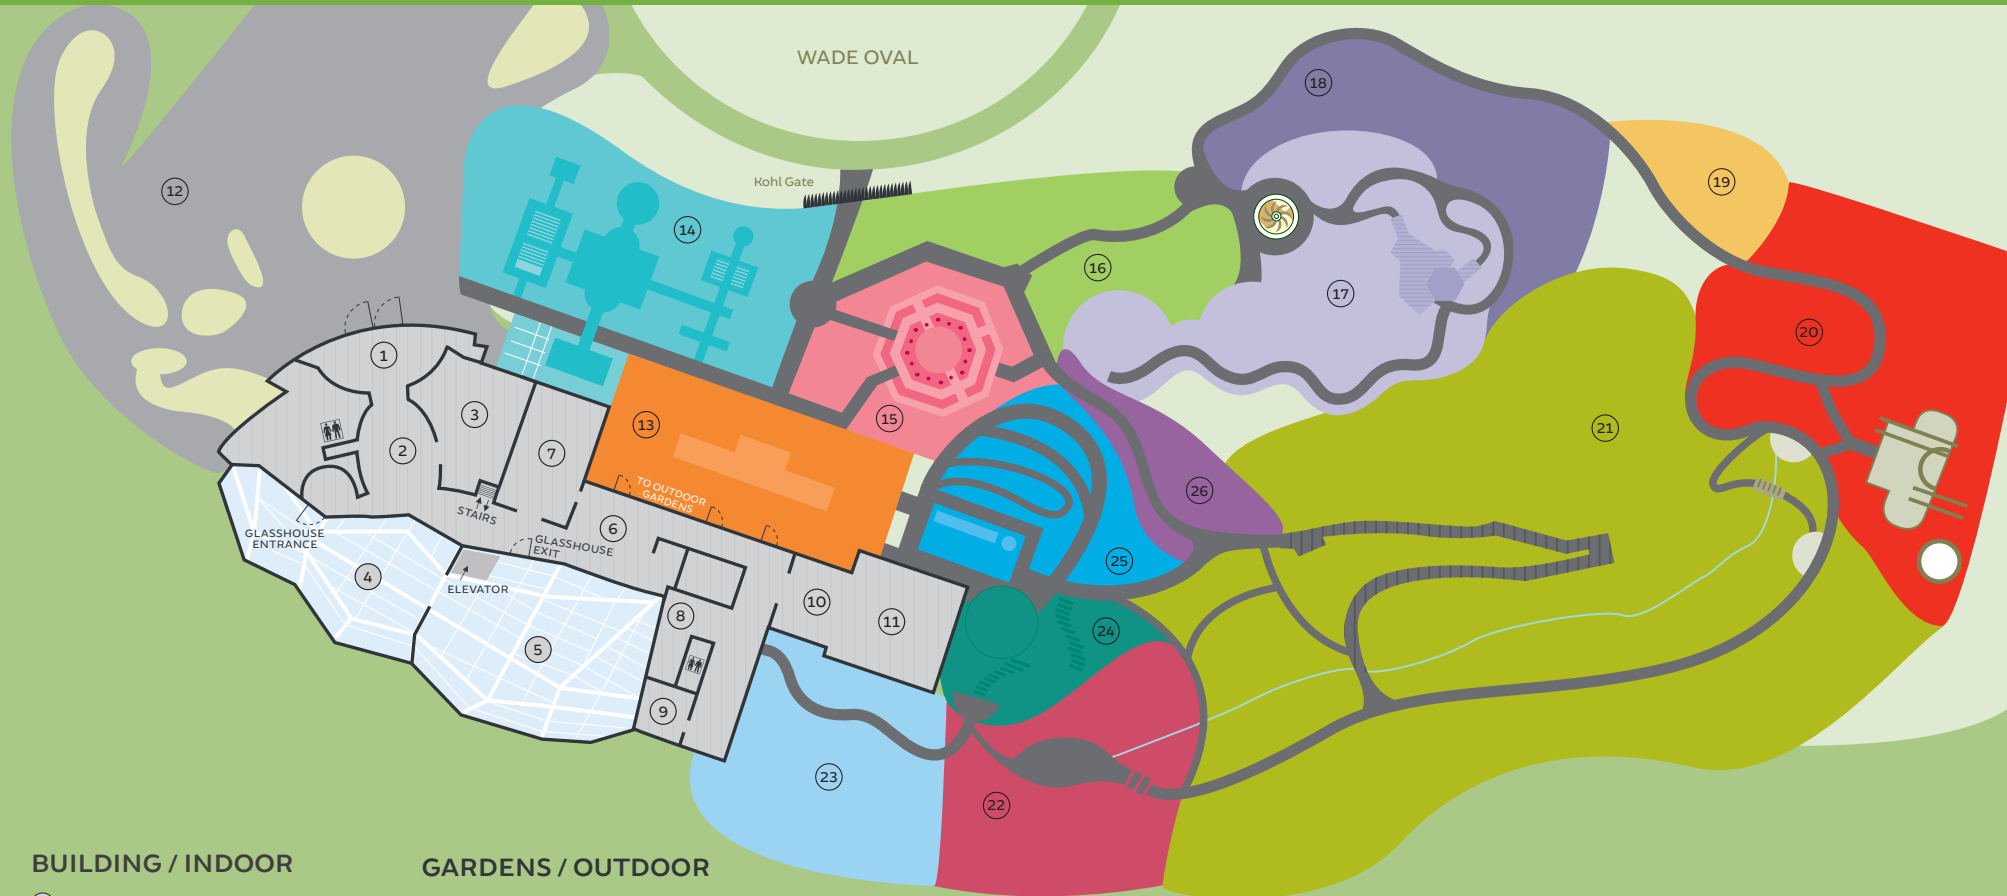 WADE OVAL
18
Kohl Gate
12
19
14
16
17
20
1
3
13
15
21
2
7
26
TO OUTDOOR
GARDENS
STAIRS
6
GLASSHOUSE
ENTRANCE
GLASSHOUSE
EXIT
25
4
ELEVATOR
10
8
11
24
5
9
23
22
BUILDING / INDOOR
GARDENS / OUTDOOR